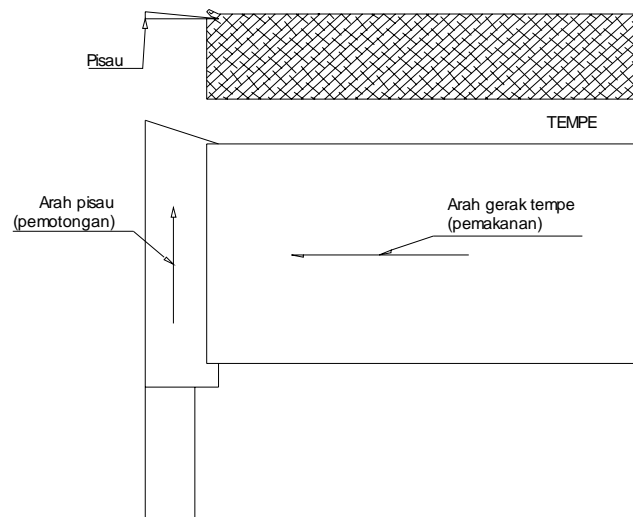 Pisau
TEMPE
Arah pisau
(pemotongan)
Arah gerak tempe
(pemakanan)